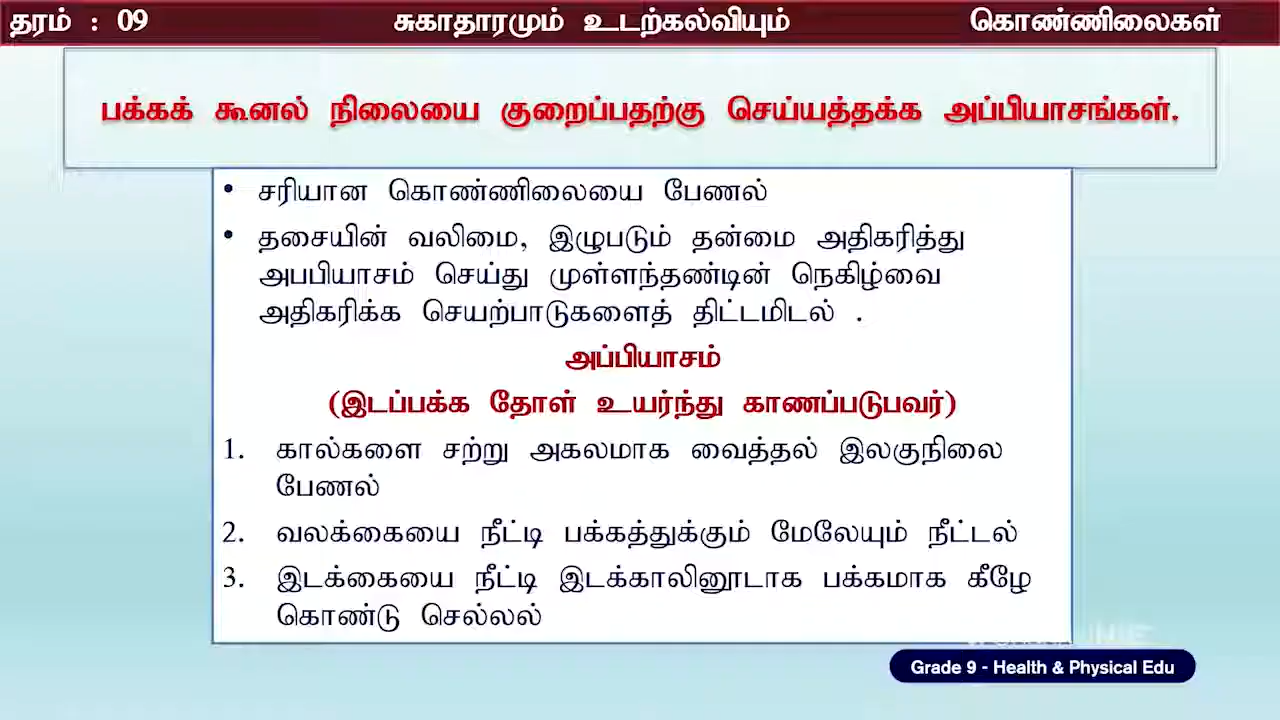 தரம் : 09 சுகாதாரமும் உடற்கல்வியும் கொண்ணிலைகள்
பக்கக் கூனல் நிலையை குறைப்பதற்கு செய்யத்தக்க அப்பியாசங்கள்.
• சரியான கொண்ணிலையை பேணல்
• தசையின் வலிமை, இழுபடும் தன்மை அதிகரித்து
அபபியாசம் செய்து முள்ளந்தண்டின் நெகிழ்வை
அதிகரிக்க செயற்பாடுகளைத் திட்டமிடல் .
அப்பியாசம்
(இடப்பக்க தோள் உயர்ந்து காணப்படுபவர்)
1. கால்களை சற்று அகலமாக வைத்தல் இலகுநிலை
பேணல்
2. வலக்கையை நீட்டி பக்கத்துக்கும் மேலேயும் நீட்டல்
3. இடக்கையை நீட்டி இடக்காலினூடாக பக்கமாக கீழே
கொண்டு செல்லல்
Grade 9 - Health & Physical Edu